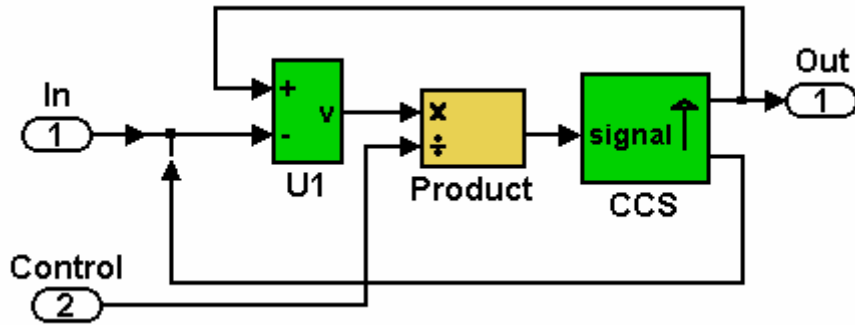 In
1
+
-
v
U1
×
÷
Product
signal
CCS
Out
1
Control
2